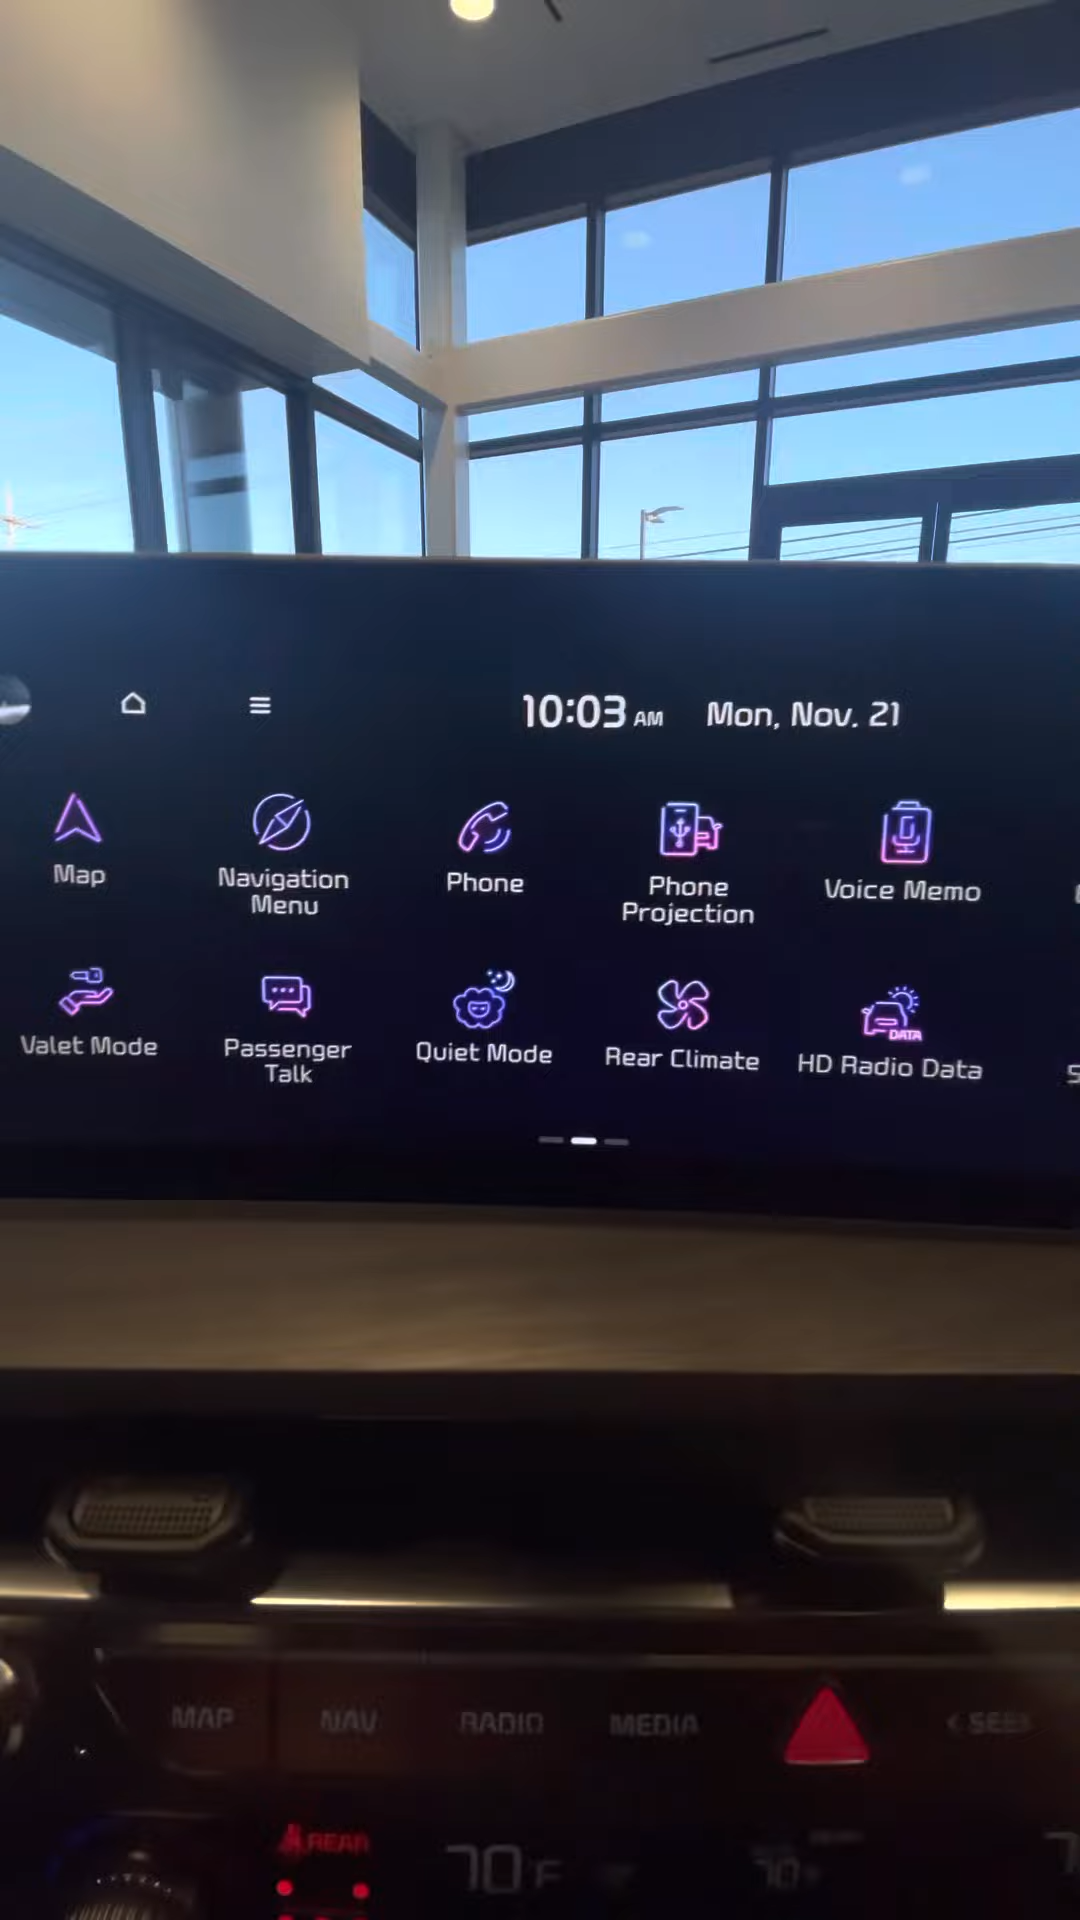 10:03 AM Mon, Nov. 21
Map
Navigation
Menu
Phone
Phone
Projection
Voice Memo
Valet Mode
Passenger
Talk
Quiet Mode
Rear Climate
DATA
HD Radio Data
MAP
NAV
RADIO
MEDIA
REAR
70°F
70